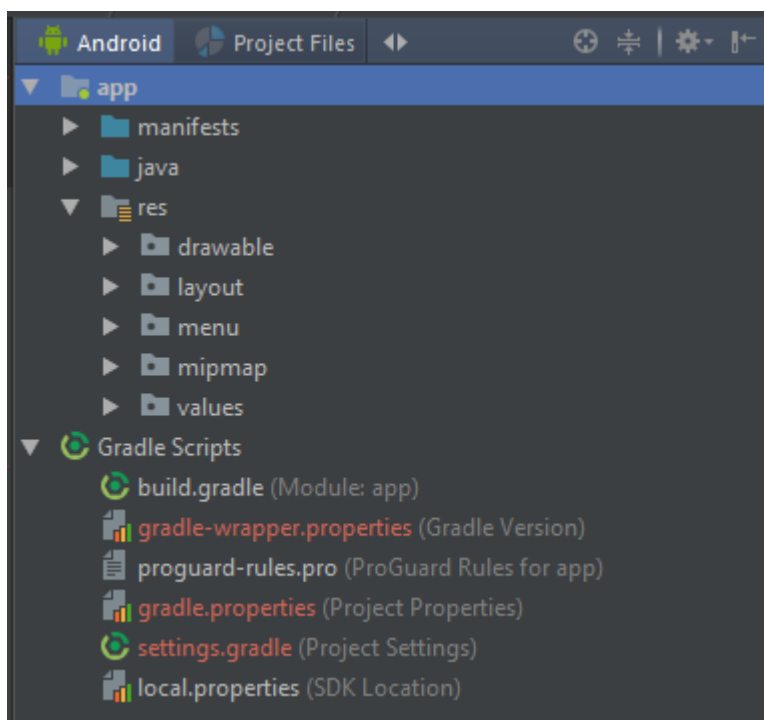 Android Project Files
app
manifests
java
res
drawable
layout
menu
mipmap
values
Gradle Scripts
build.gradle (Module: app)
gradle-wrapper.properties (Gradle Version)
proguard-rules.pro (ProGuard Rules for app)
gradle.properties (Project Properties)
settings.gradle (Project Settings)
local.properties (SDK Location)